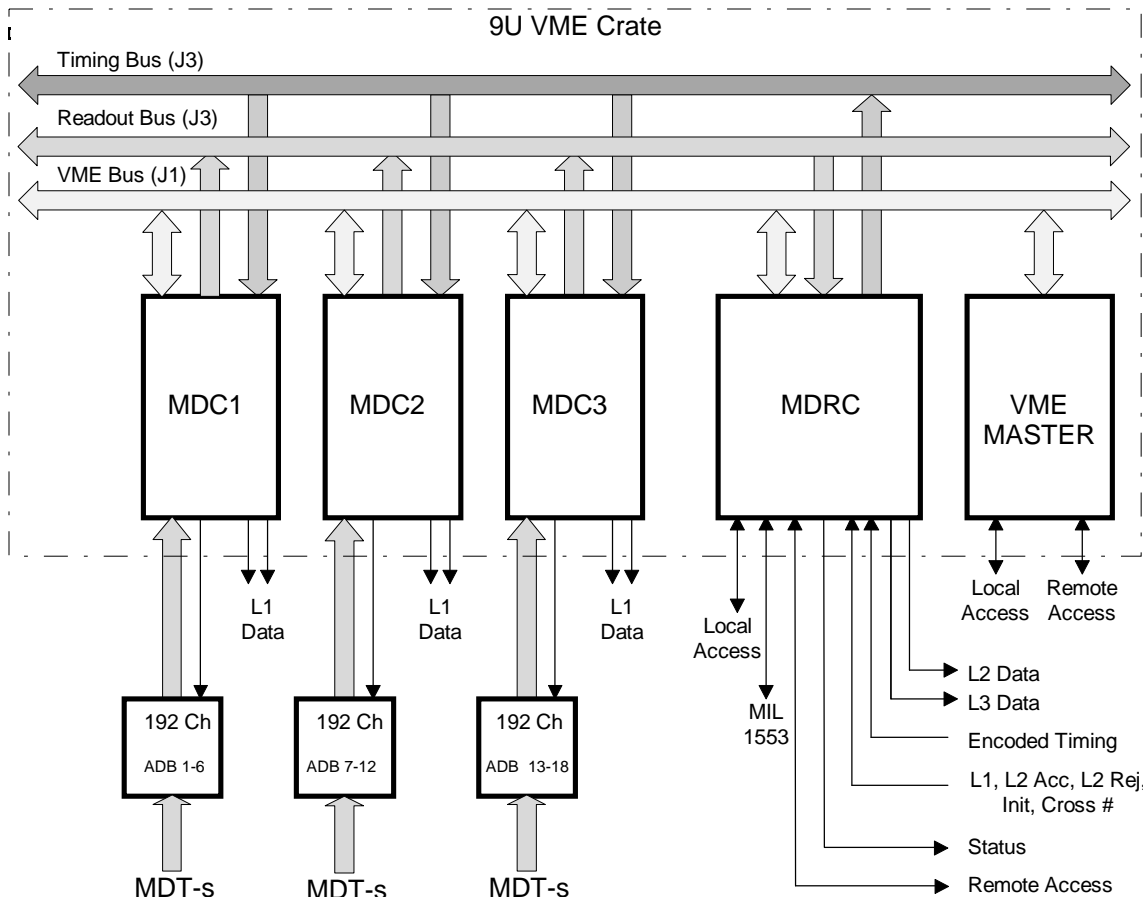 9U VME Crate
Timing Bus (J3)
Readout Bus (J3)
VME Bus (J1)
MDC1
MDC2
MDC3
MDRC
VME
MASTER
L1
Data
L1
Data
L1
Data
Local
Access
Local
Access
Remote
Access
MIL
1553
L2 Data
L3 Data
Encoded Timing
L1, L2 Acc, L2 Rej,
Init, Cross #
Status
Remote Access
192 Ch
ADB 1-6
192 Ch
ADB 7-12
192 Ch
ADB 13-18
MDT-s
MDT-s
MDT-s